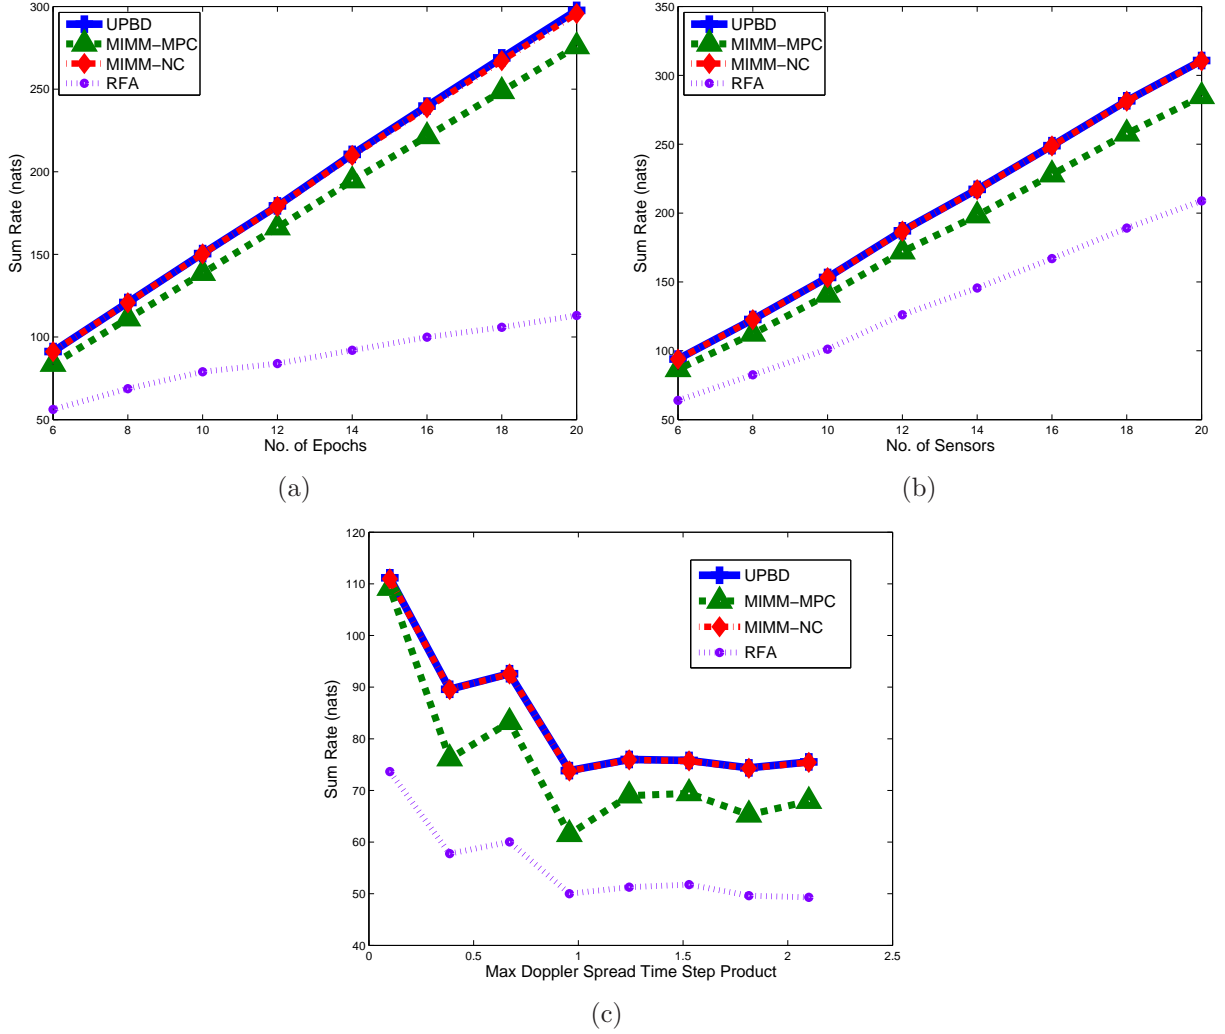 300
250
200
150
100
50
Sum Rate (nats)
UPBD
MIMM−MPC
MIMM−NC
RFA
6 8 10 12 14 16 18 20
No. of Epochs
(a)
350
300
250
200
150
100
50
Sum Rate (nats)
UPBD
MIMM−MPC
MIMM−NC
RFA
6 8 10 12 14 16 18 20
No. of Sensors
(b)
120
110
100
90
80
70
60
50
40
Sum Rate (nats)
UPBD
MIMM−MPC
MIMM−NC
RFA
0 0.5 1 1.5 2 2.5
Max Doppler Spread Time Step Product
(c)